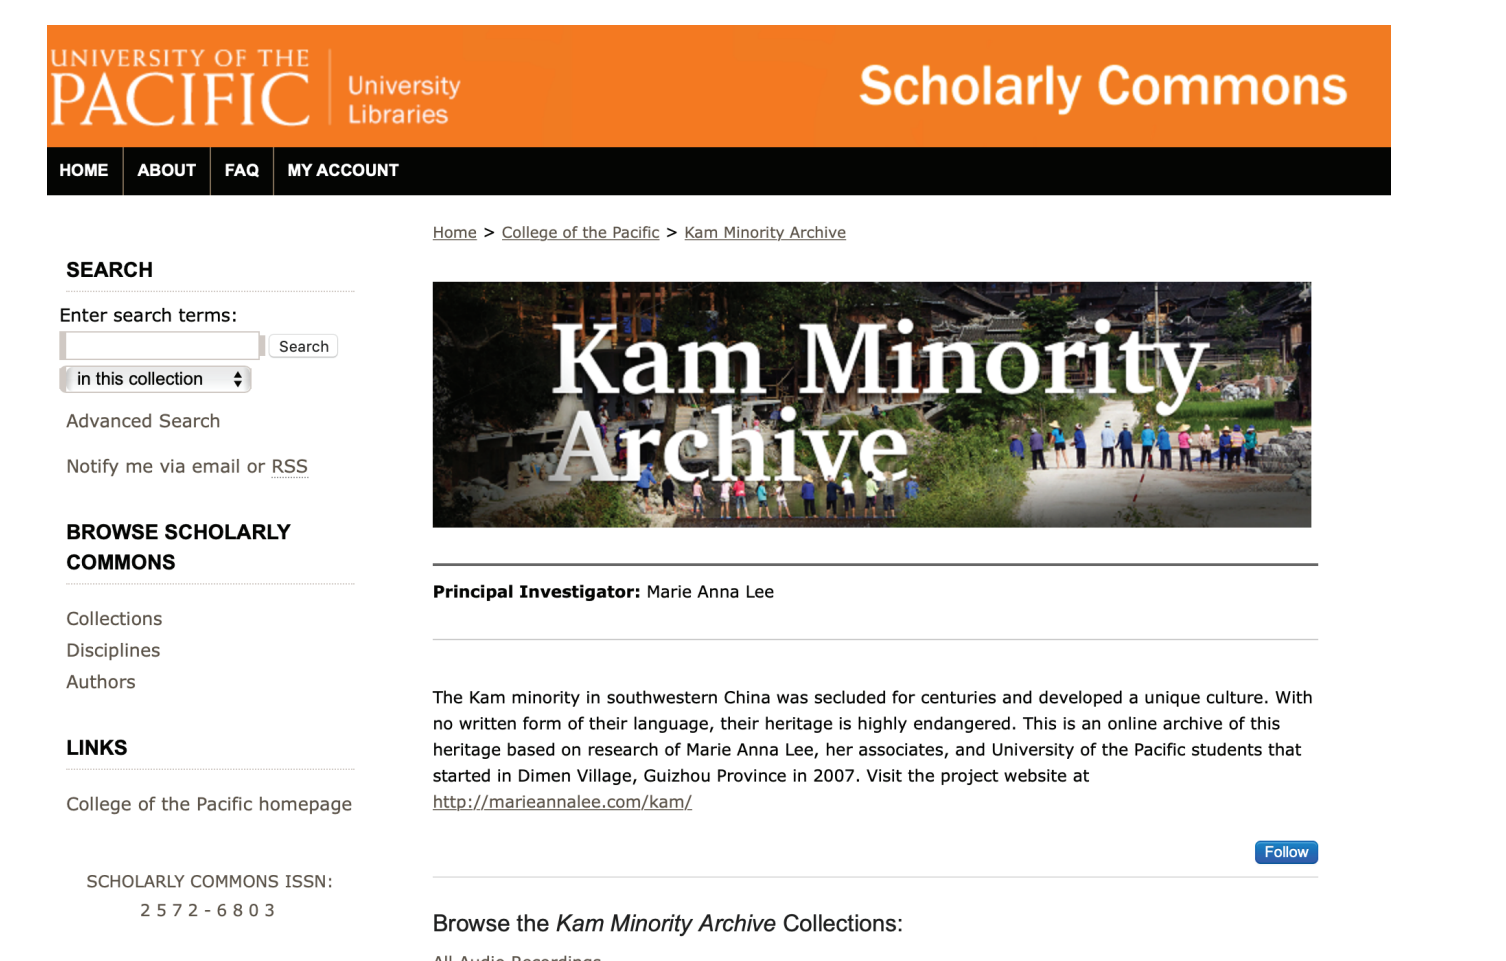 UNIVERSITY OF THE
PACIFIC
University
Libraries
Scholarly Commons
HOME
ABOUT
FAQ
MY ACCOUNT
SEARCH
Enter search terms:
Search
in this collection
Advanced Search
Notify me via email or RSS
BROWSE SCHOLARLY
COMMONS
Collections
Disciplines
Authors
LINKS
College of the Pacific homepage
SCHOLARLY COMMONS ISSN:
2572-6803
Home > College of the Pacific > Kam Minority Archive
Kam Minority
Archive
Principal Investigator: Marie Anna Lee
The Kam minority in southwestern China was secluded for centuries and developed a unique culture. With
no written form of their language, their heritage is highly endangered. This is an online archive of this
heritage based on research of Marie Anna Lee, her associates, and University of the Pacific students that
started in Dimen Village, Guizhou Province in 2007. Visit the project website at
http://marieannalee.com/kam/
Follow
Browse the Kam Minority Archive Collections:
All Audio Recordings